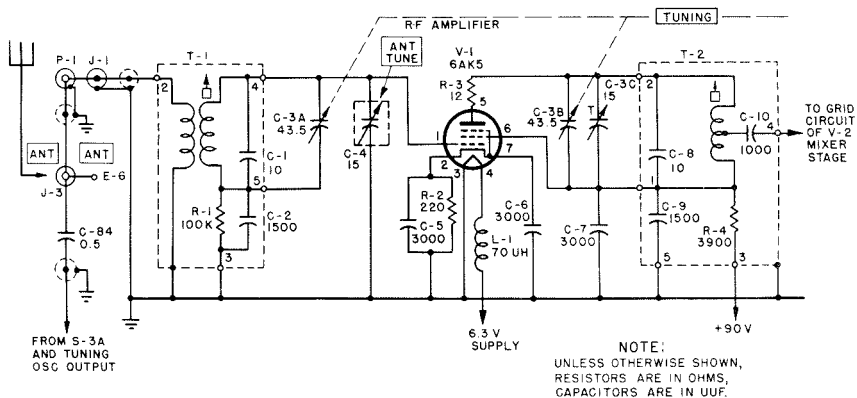 R·F AMPLIFIER
TUNING
P-1
J-1
T-1
ANT
TUNE
V-1
6AK5
T-2
R-3
12
5
2
4
C-3A
43.5
C-3B
43.5
T
C-3C
15
2
C-10
4
1000
TO GRID
CIRCUIT
OF V-2
MIXER
STAGE
1
6
7
ANT
ANT
E-6
J-3
C-1
10
C-4
15
C-8
10
5
2
3
4
1
R-1
100K
C-2
1500
R-2
220
C-5
3000
C-6
3000
L-1
70 UH
C-7
3000
C-9
1500
R-4
3900
C-84
0.5
3
5
3
FROM S-3A
AND TUNING
OSC OUTPUT
6.3 V
SUPPLY
+90V
NOTE:
UNLESS OTHERWISE SHOWN,
RESISTORS ARE IN OHMS,
CAPACITORS ARE IN UUF.